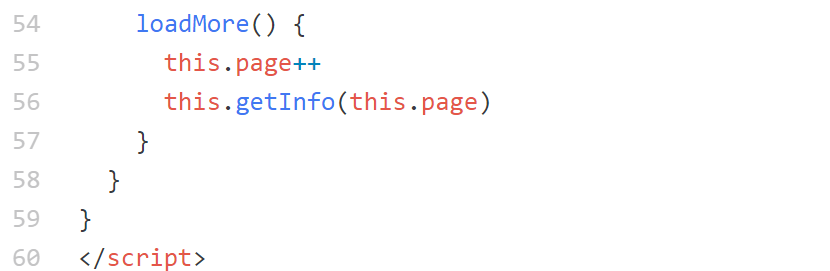 54 loadMore() {
55 this.page++
56 this.getInfo(this.page)
57 }
58 }
59 }
60 </script>